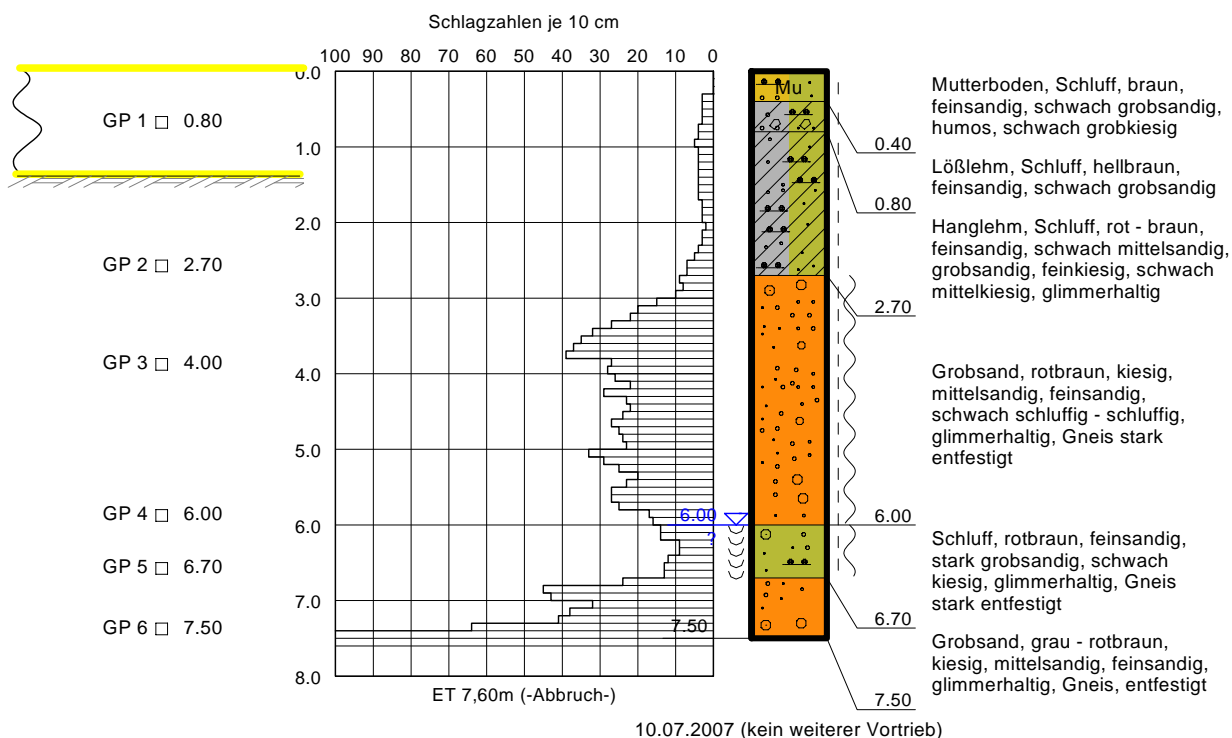 Schlagzahlen je 10 cm
100 90 80 70 60 50 40 30 20 10 0
0.0
1.0
2.0
3.0
4.0
5.0
6.0
7.0
8.0
GP 1 □ 0.80
GP 2 □ 2.70
GP 3 □ 4.00
GP 4 □ 6.00
GP 5 □ 6.70
GP 6 □ 7.50
6.00
?
7.50
ET 7,60m (-Abbruch-)
Mu
Mutterboden, Schluff, braun,
feinsandig, schwach grobsandig,
humos, schwach grobkiesig
0.40
Lößlehm, Schluff, hellbraun,
feinsandig, schwach grobsandig
0.80
Hanglehm, Schluff, rot - braun,
feinsandig, schwach mittelsandig,
grobsandig, feinkiesig, schwach
mittelkiesig, glimmerhaltig
2.70
Grobsand, rotbraun, kiesig,
mittelsandig, feinsandig,
schwach schluffig - schluffig,
glimmerhaltig, Gneis stark
entfestigt
6.00
Schluff, rotbraun, feinsandig,
stark grobsandig, schwach
kiesig, glimmerhaltig, Gneis
stark entfestigt
6.70
Grobsand, grau - rotbraun,
kiesig, mittelsandig, feinsandig,
glimmerhaltig, Gneis, entfestigt
7.50
10.07.2007 (kein weiterer Vortrieb)